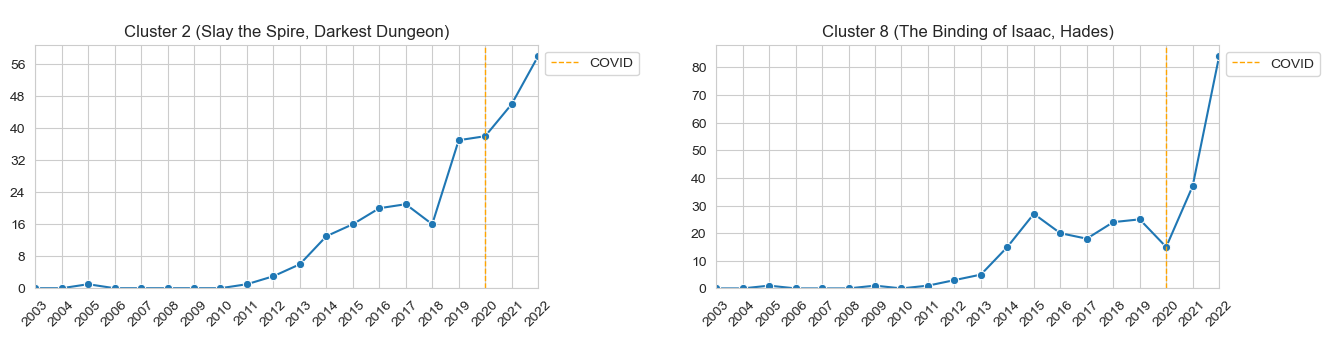 Cluster 2 (Slay the Spire, Darkest Dungeon)
COVID
56
48
40
32
24
16
8
0
2003 2004 2005 2006 2007 2008 2009 2010 2011 2012 2013 2014 2015 2016 2017 2018 2019 2020 2021 2022
Cluster 8 (The Binding of Isaac, Hades)
COVID
80
70
60
50
40
30
20
10
0
2003 2004 2005 2006 2007 2008 2009 2010 2011 2012 2013 2014 2015 2016 2017 2018 2019 2020 2021 2022